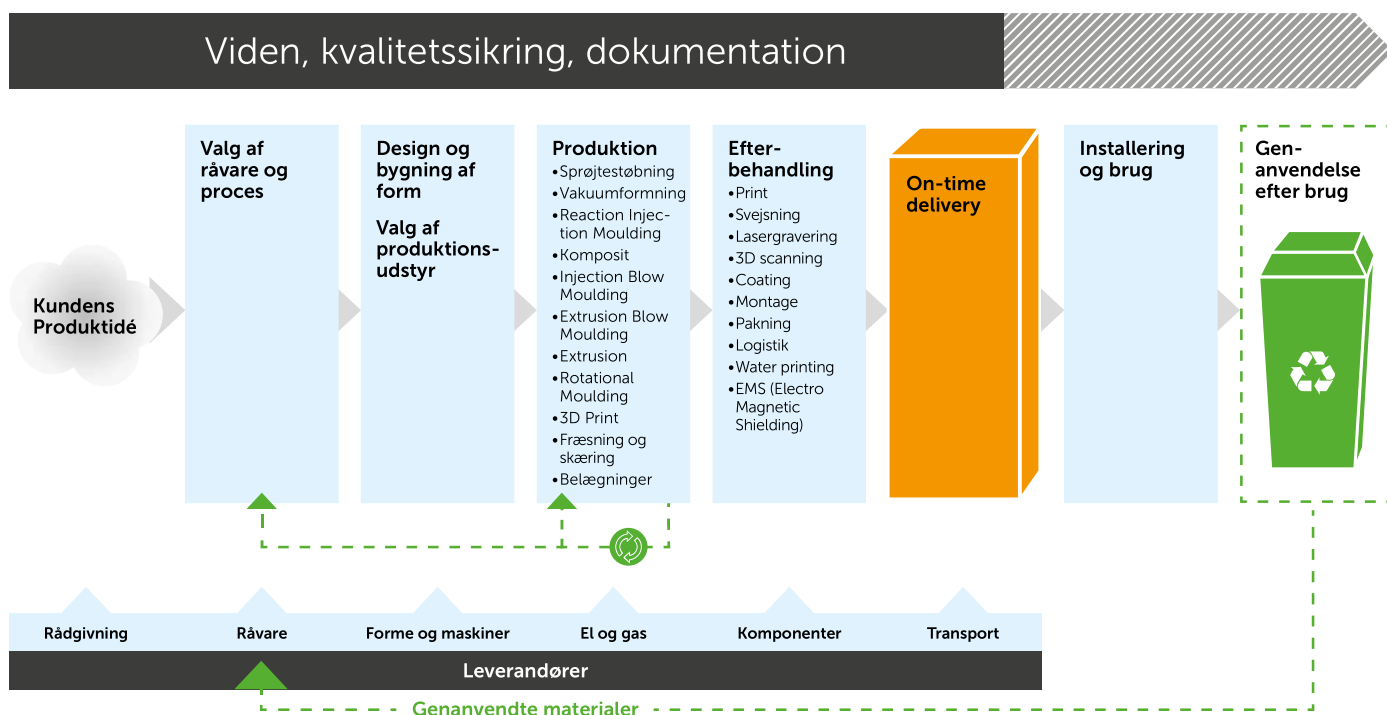 Viden, kvalitetssikring, dokumentation
Kundens
Produktidé
Valg af
råvare og
proces
Design og
bygning af
form
Valg af
produktions-
udstyr
Produktion
•Sprøjtestøbning
•Vakuumformning
•Reaction Injec-
tion Moulding
•Komposit
•Injection Blow
Moulding
•Extrusion Blow
Moulding
•Extrusion
•Rotational
Moulding
•3D Print
•Fræsning og
skæring
•Belægninger
Efter-
behandling
•Print
•Svejsning
•Lasergravering
•3D scanning
•Coating
•Montage
•Pakning
•Logistik
•Water printing
•EMS (Electro
Magnetic
Shielding)
On-time
delivery
Installering
og brug
Gen-
anvendelse
efter brug
Rådgivning
Råvare
Forme og maskiner
El og gas
Komponenter
Transport
Leverandører
Genanvendte materialer